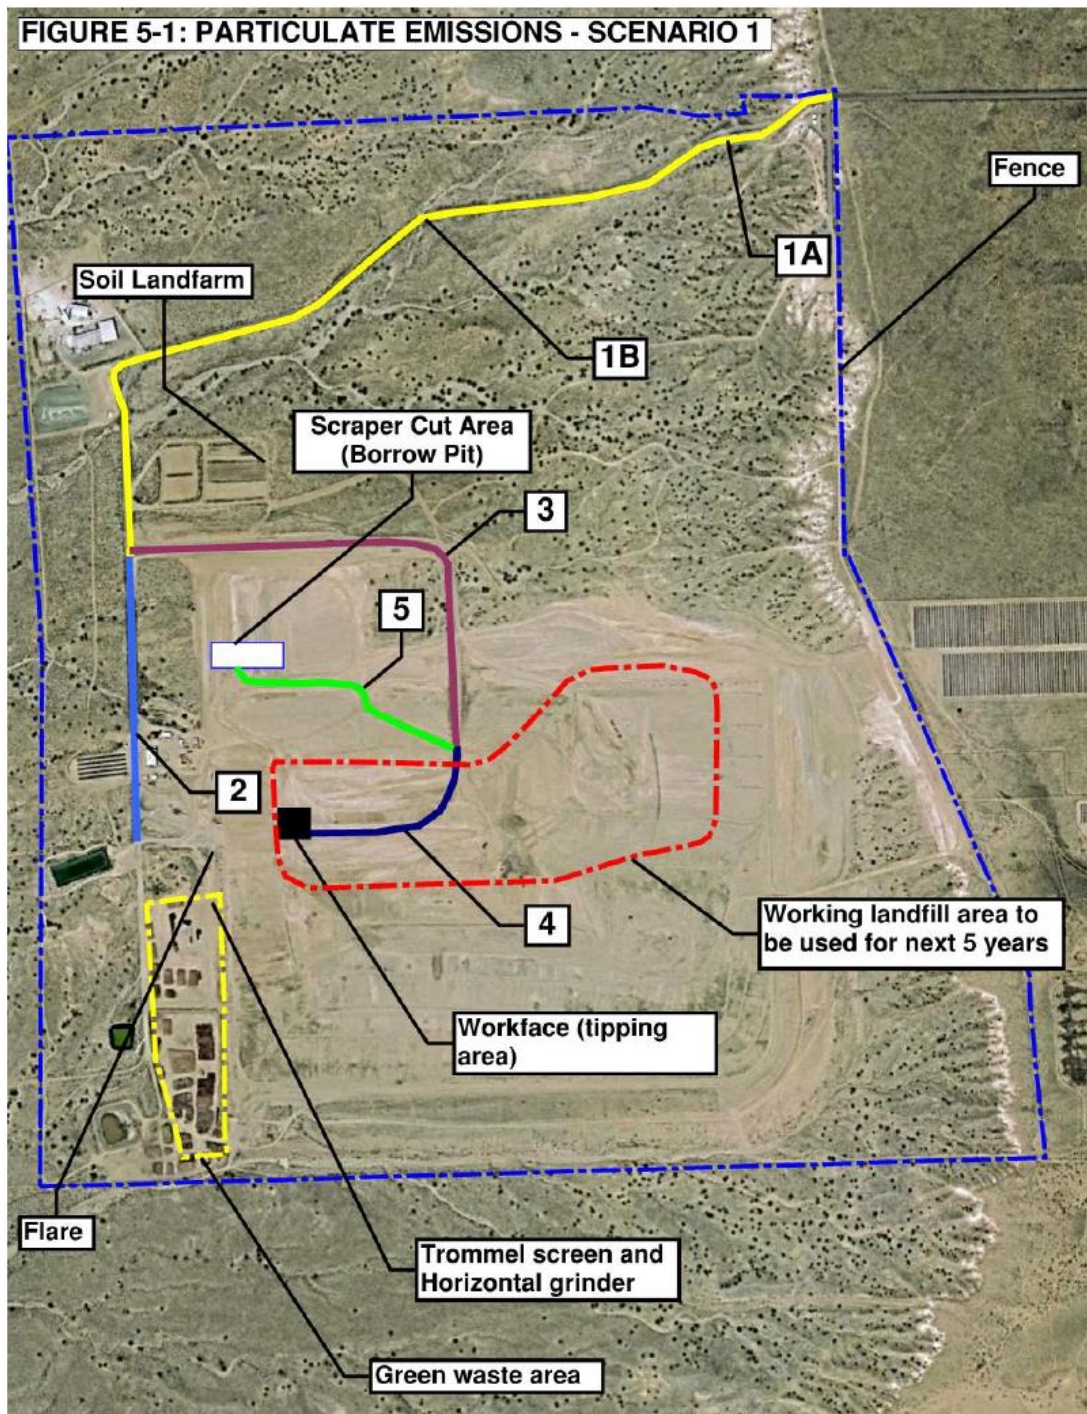 FIGURE 5-1: PARTICULATE EMISSIONS - SCENARIO 1
Fence
1A
Soil Landfarm
1B
Scraper Cut Area
(Borrow Pit)
3
5
2
4
Working landfill area to
be used for next 5 years
Workface (tipping
area)
Flare
Trommel screen and
Horizontal grinder
Green waste area